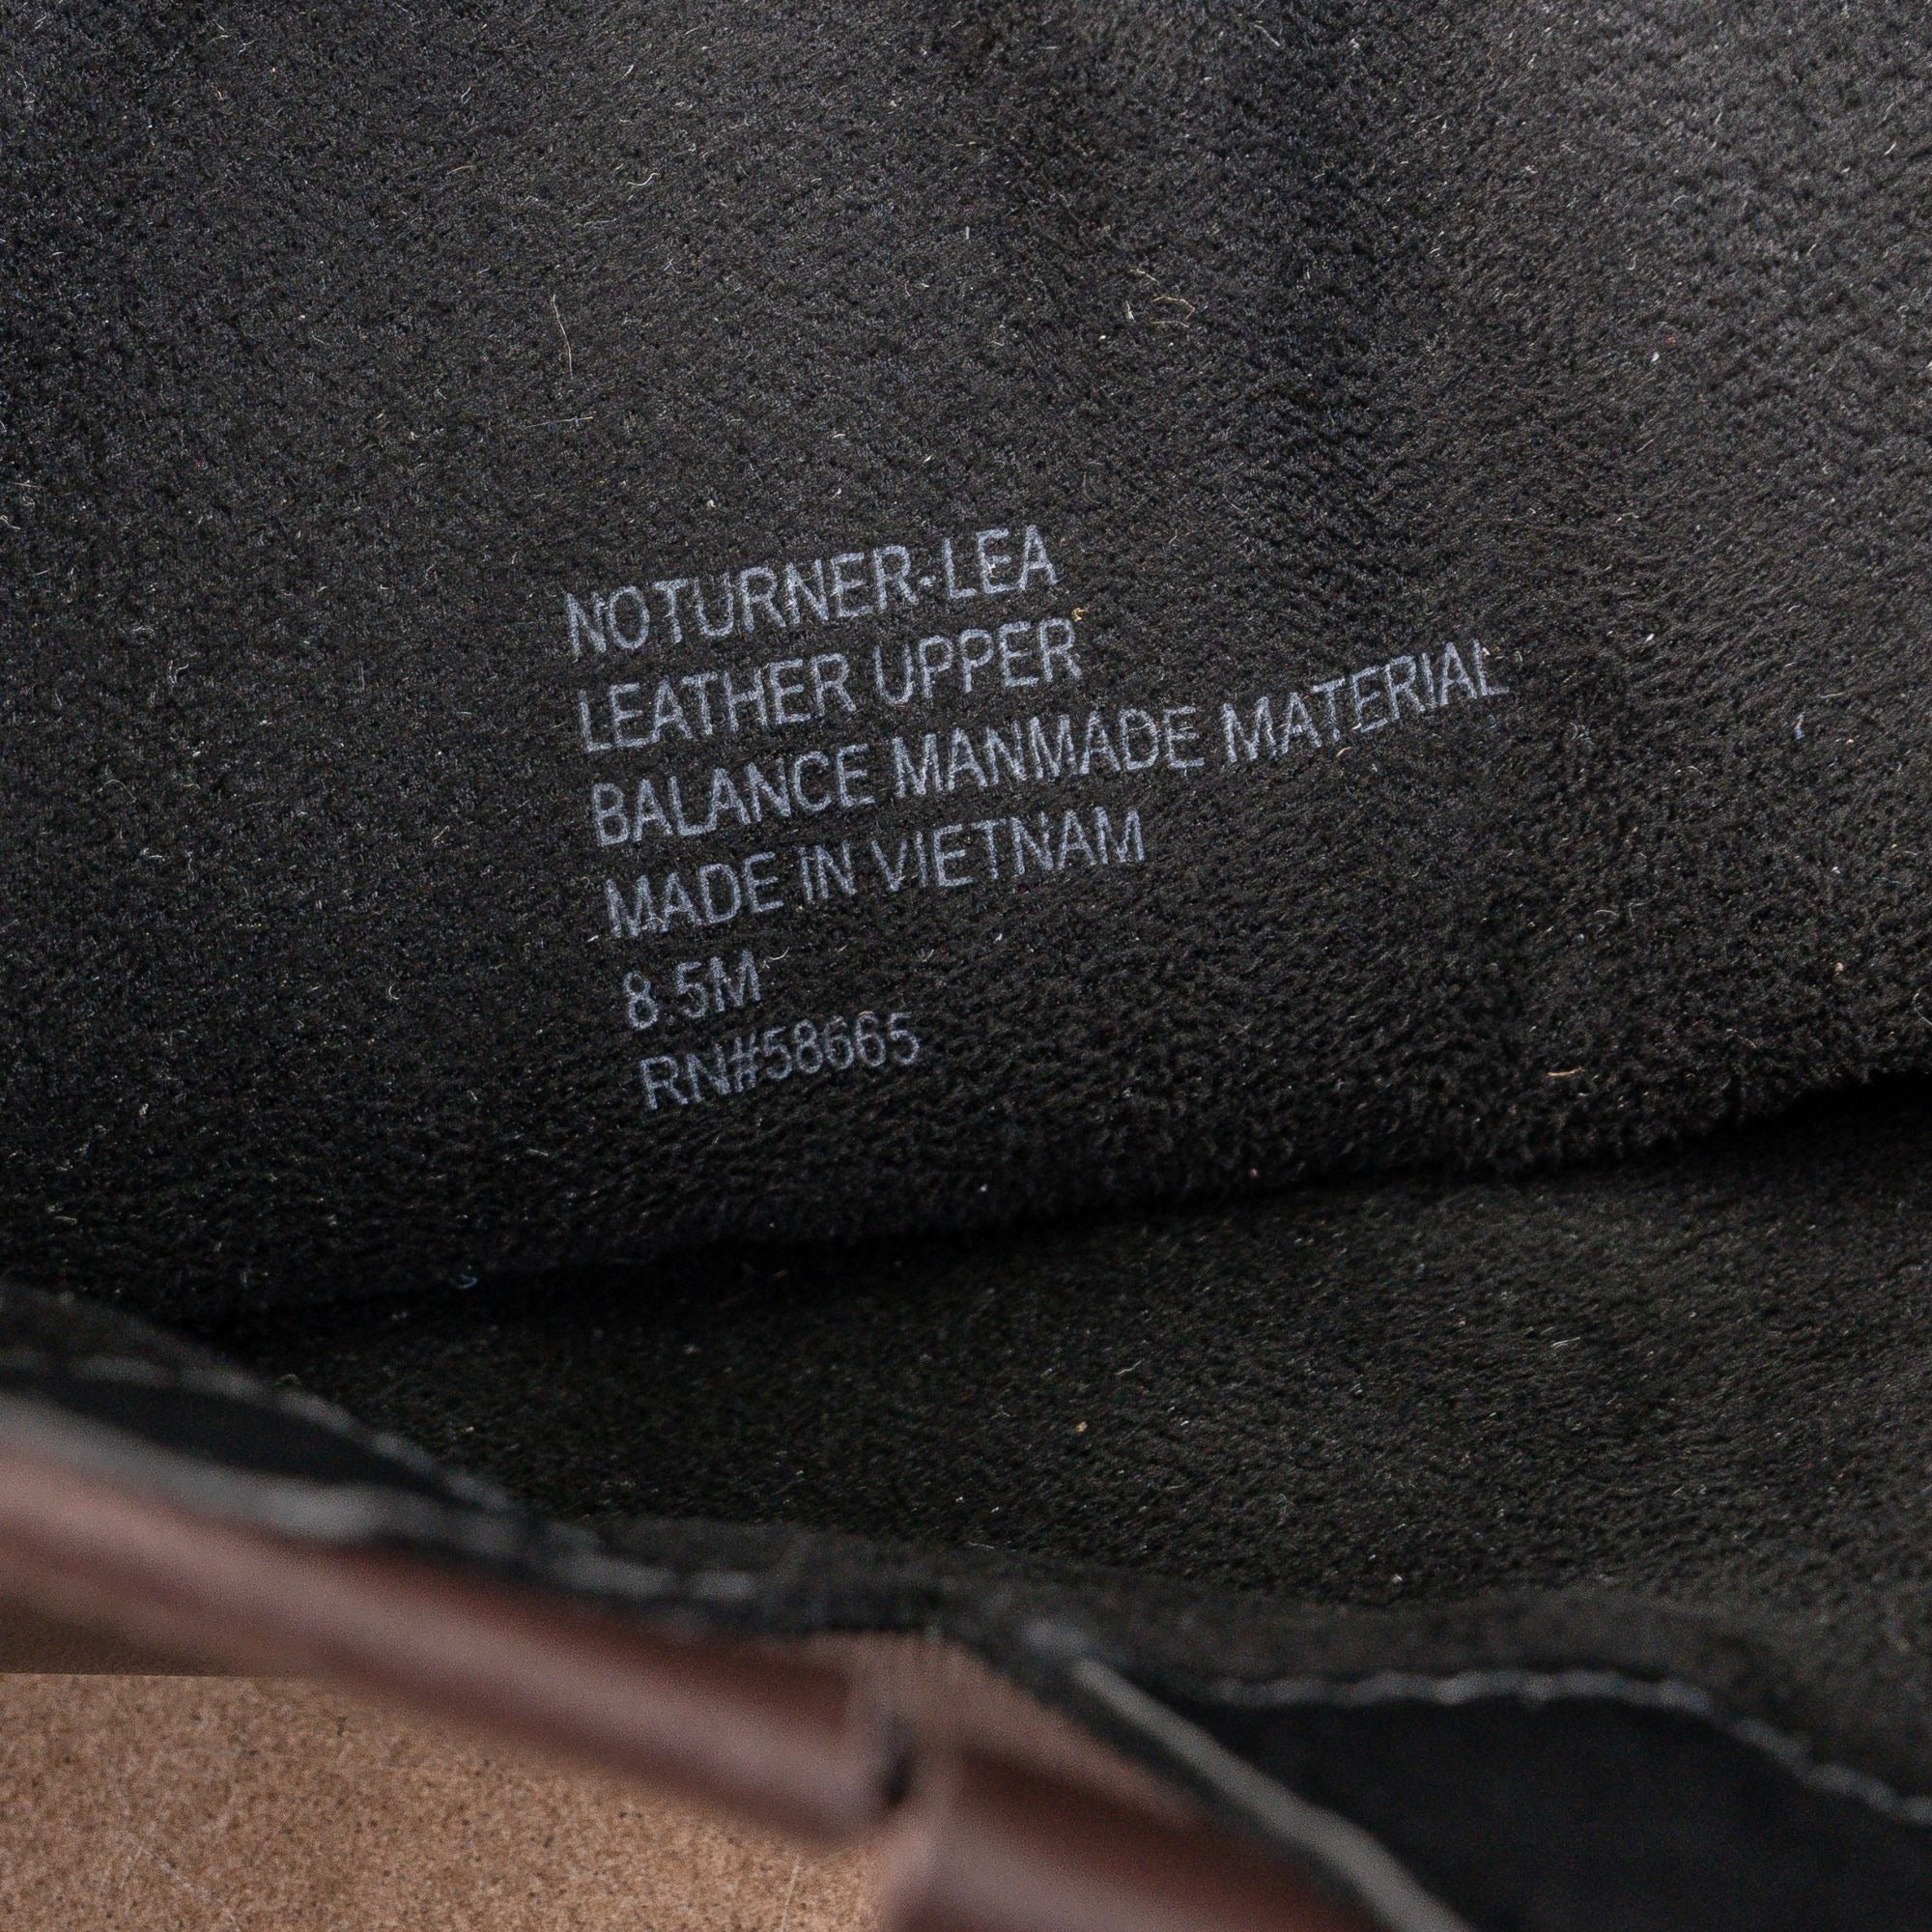 NOTURNER-LEA
LEATHER UPPER
BALANCE MANMADE MATERIAL
MADE IN VIETNAM
8.5M
RN#58665